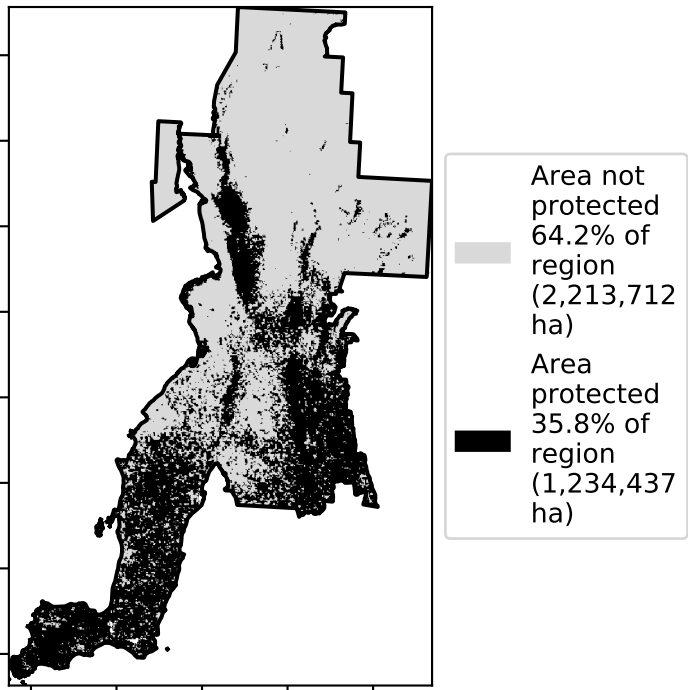 Area not
protected
64.2% of
region
(2,213,712
ha)
Area
protected
35.8% of
region
(1,234,437
ha)